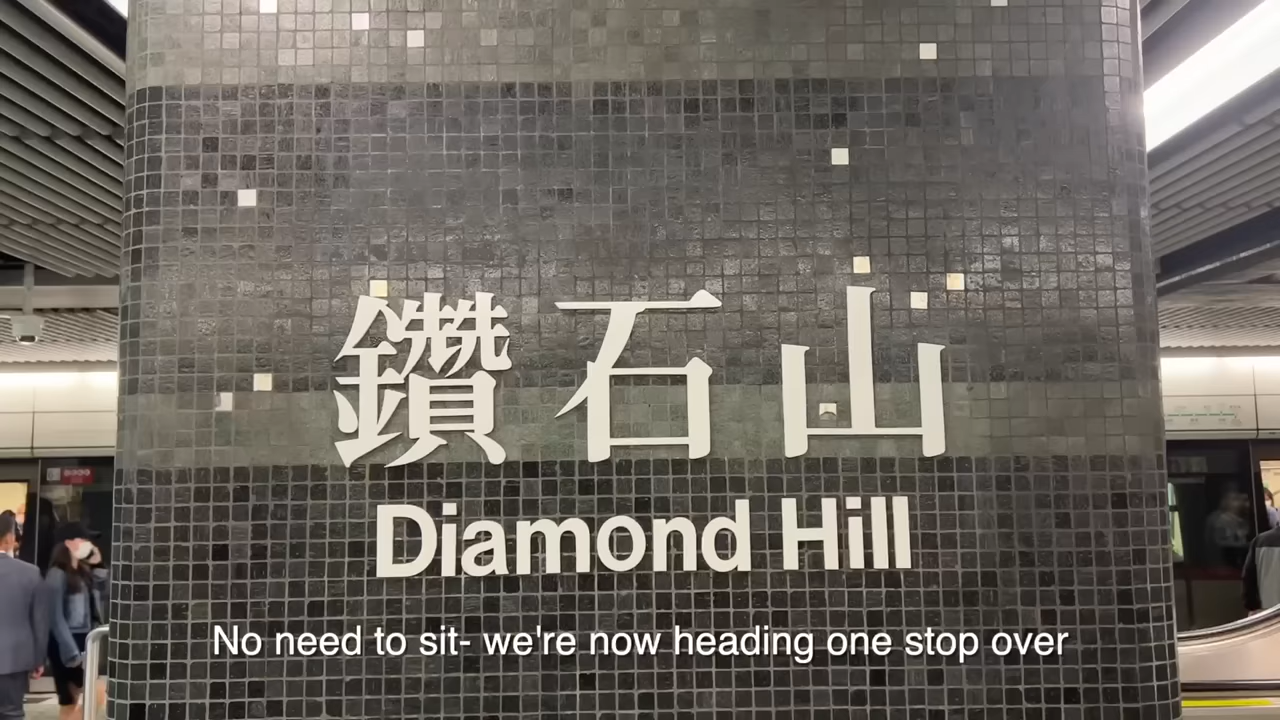 鑽石山
Diamond Hill
No need to sit- we're now heading one stop over